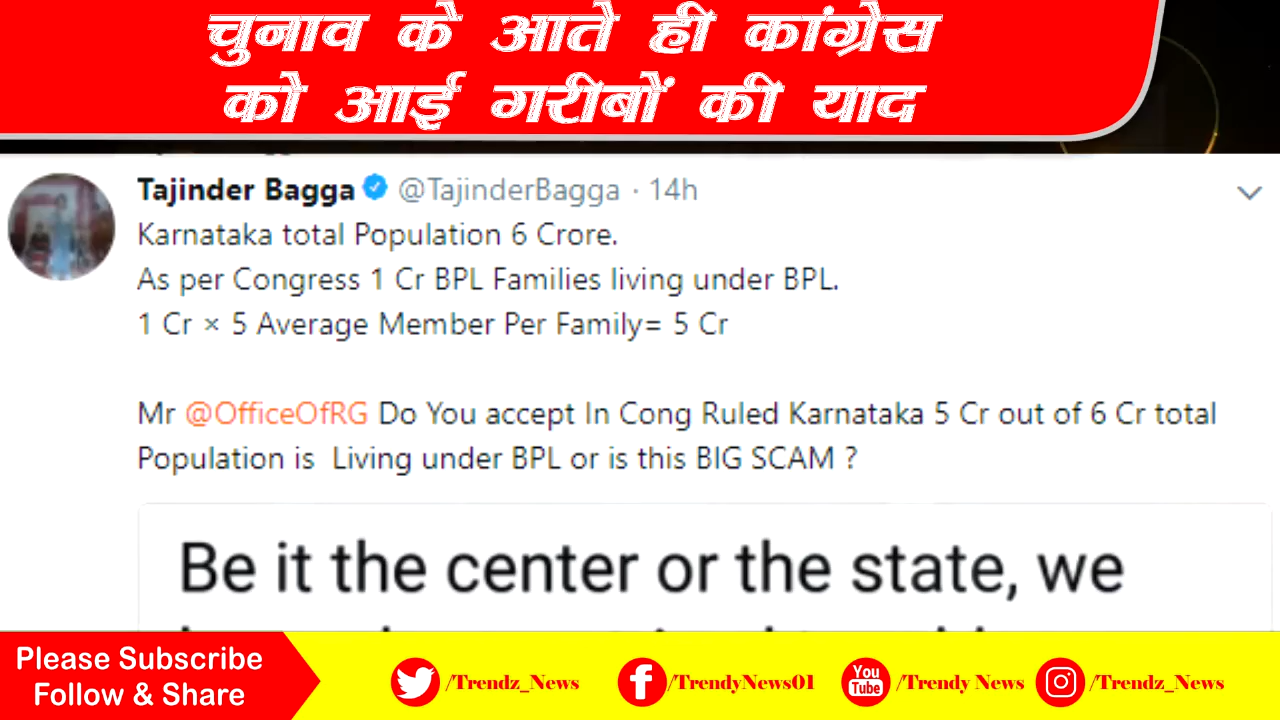 चुनाव के आते ही कांग्रेस
को आई गरीबों की याद
Tajinder Bagga @TajinderBagga · 14h
Karnataka total Population 6 Crore.
As per Congress 1 Cr BPL Families living under BPL.
1 Cr × 5 Average Member Per Family= 5 Cr
Mr @OfficeOfRG Do You accept In Cong Ruled Karnataka 5 Cr out of 6 Cr total
Population is Living under BPL or is this BIG SCAM ?
Be it the center or the state, we
Please Subscribe
Follow & Share
/Trendz_News
/TrendyNews01
You
Tube
/Trendy News
/Trendz_News